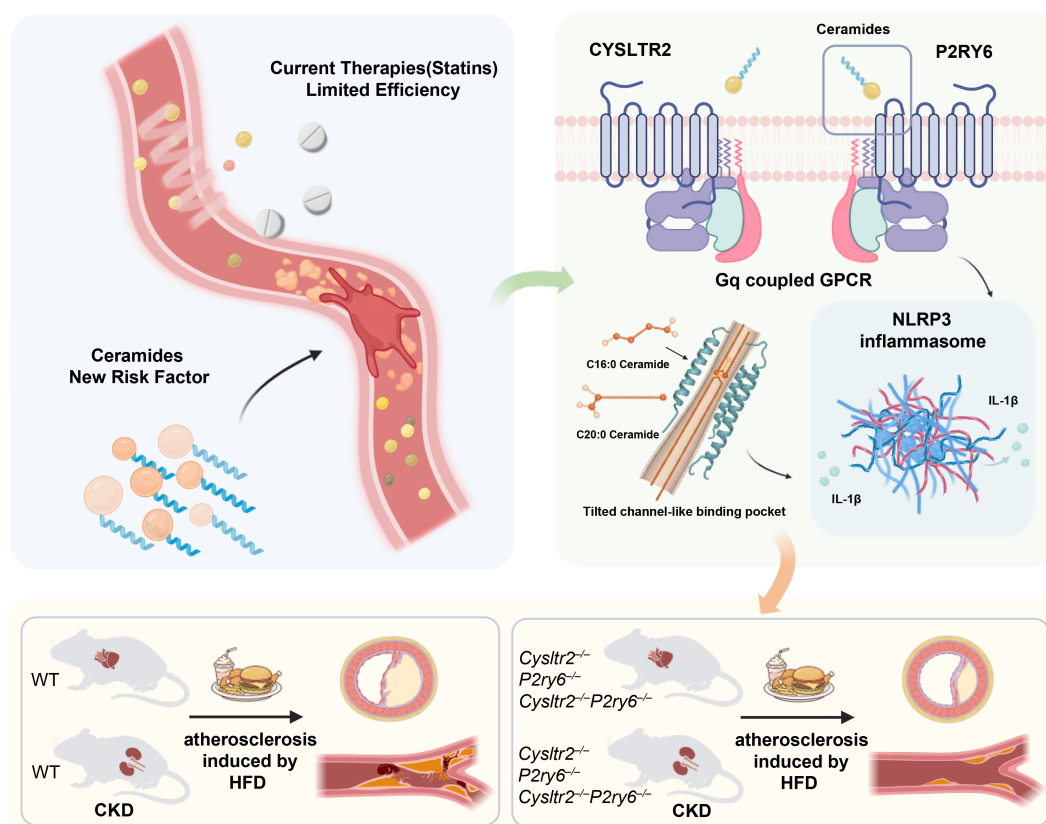 Current Therapies(Statins)
Limited Efficiency
Ceramides
New Risk Factor
CYSLTR2
Ceramides
P2RY6
Gq coupled GPCR
C16:0 Ceramide
C20:0 Ceramide
Tilted channel-like binding pocket
NLRP3
inflammasome
IL-1β
IL-1β
WT
atherosclerosis
induced by
HFD
WT
CKD
Cysltr2–/–
P2ry6–/–
Cysltr2–/–P2ry6–/–
atherosclerosis
induced by
HFD
Cysltr2–/–
P2ry6–/–
Cysltr2–/–P2ry6–/–
CKD